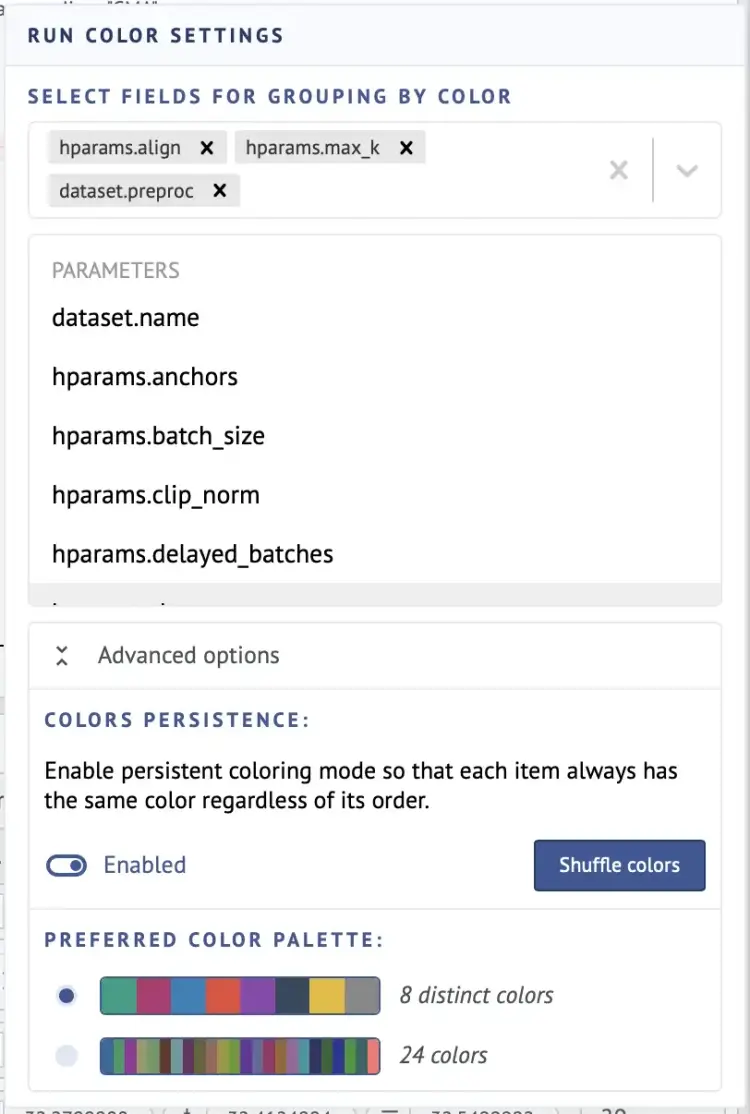 RUN COLOR SETTINGS
SELECT FIELDS FOR GROUPING BY COLOR
hparams.align × hparams.max_k ×
dataset.preproc ×
PARAMETERS
dataset.name
hparams.anchors
hparams.batch_size
hparams.clip_norm
hparams.delayed_batches
Advanced options
COLORS PERSISTENCE:
Enable persistent coloring mode so that each item always has
the same color regardless of its order.
Enabled
Shuffle colors
PREFERRED COLOR PALETTE:
8 distinct colors
24 colors